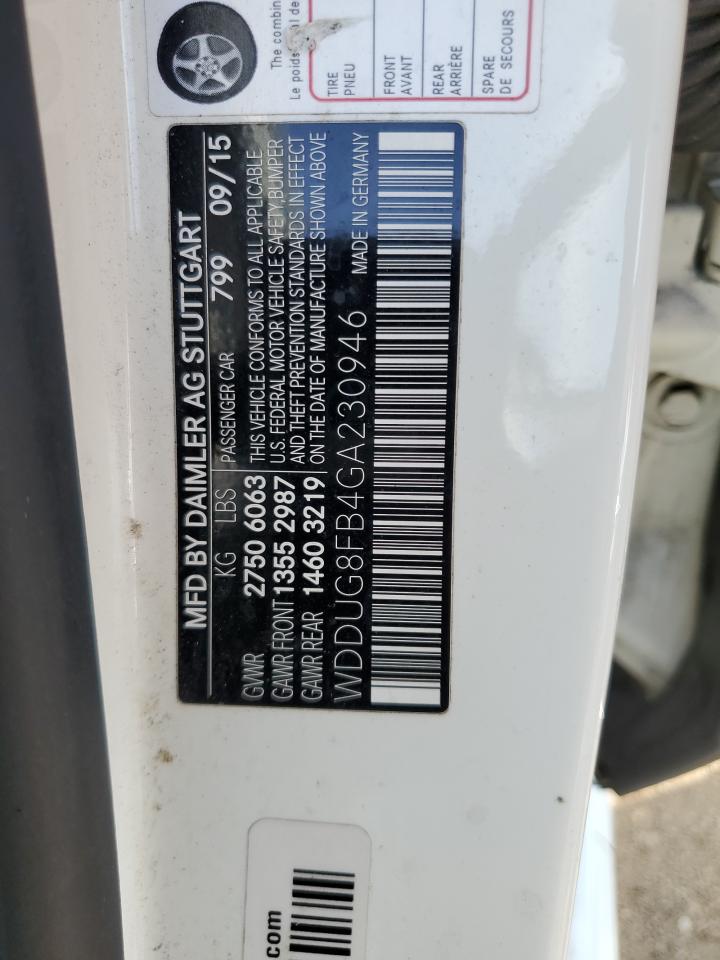 The combin
Le poids
al de
TIRE
PNEU
FRONT
AVANT
REAR
ARRIÈRE
SPARE
DE SECOURS
MFD BY DAIMLER AG STUTTGART
KG LBS PASSENGER CAR 799 09/15
GVWR 2750 6063 THIS VEHICLE CONFORMS TO ALL APPLICABLE
GAWR FRONT 1355 2987 U.S. FEDERAL MOTOR VEHICLE SAFETY,BUMPER
AND THEFT PREVENTION STANDARDS IN EFFECT
GAWR REAR 1460 3219 ON THE DATE OF MANUFACTURE SHOWN ABOVE
WDDUG8FB4GA230946 MADE IN GERMANY
com